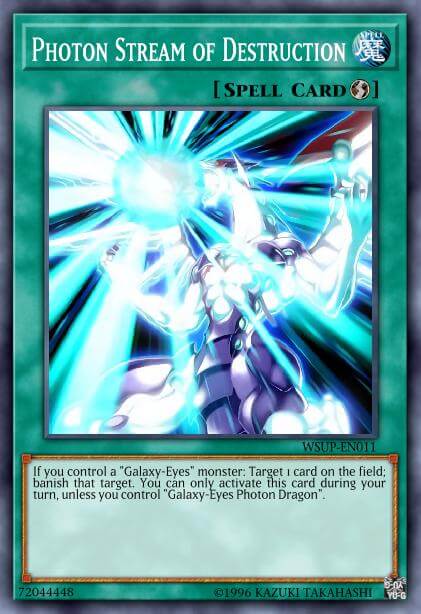 PHOTON STREAM OF DESTRUCTION
[SPELL CARD]
WSUP-EN011
If you control a "Galaxy-Eyes" monster: Target 1 card on the field;
banish that target. You can only activate this card during your
turn, unless you control "Galaxy-Eyes Photon Dragon".
72044448
©1996 KAZUKI TAKAHASHI